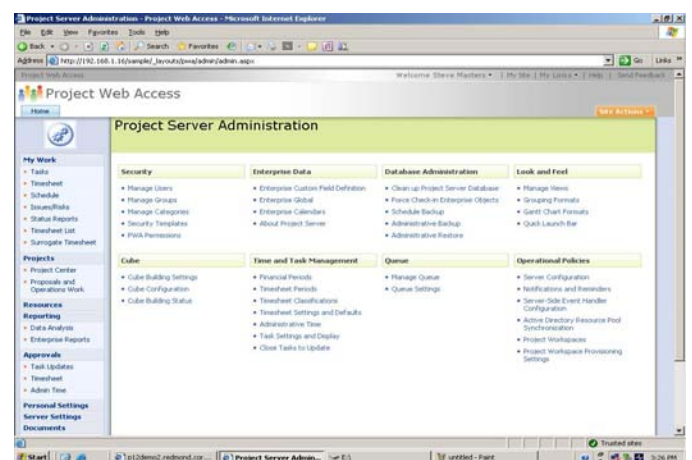 Project Server Administration - Project Web Access - Microsoft Internet Explorer
File Edit View Favorites Tools Help
Back Search Favorites
Address http://192.168.1.16/sample/_layouts/pwa/admin/admin.aspx Go Links
Project Web Access Welcome Steve Masters My Site | My Links | Help | Send Feedback
Project Web Access
Home Site Actions
Project Server Administration
My Work
Tasks
Timesheet
Schedule
Issues/Risks
Status Reports
Timesheet List
Surrogate Timesheet
Projects
Project Center
Proposals and
Operations Work
Resources
Reporting
Data Analysis
Enterprise Reports
Approvals
Task Updates
Timesheet
Admin Time
Personal Settings
Server Settings
Documents
Security
Manage Users
Manage Groups
Manage Categories
Security Templates
PWA Permissions
Enterprise Data
Enterprise Custom Field Definition
Enterprise Global
Enterprise Calendars
About Project Server
Database Administration
Clean up Project Server Database
Force Check-in Enterprise Objects
Schedule Backup
Administrative Backup
Administrative Restore
Look and Feel
Manage Views
Grouping Formats
Gantt Chart Formats
Quick Launch Bar
Cube
Cube Building Settings
Cube Configuration
Cube Building Status
Time and Task Management
Financial Periods
Timesheet Periods
Timesheet Classifications
Timesheet Settings and Defaults
Administrative Time
Task Settings and Display
Close Tasks to Update
Queue
Manage Queue
Queue Settings
Operational Policies
Server Configuration
Notifications and Reminders
Server-Side Event Handler
Configuration
Active Directory Resource Pool
Synchronization
Project Workspaces
Project Workspace Provisioning
Settings
Trusted sites
Start p12demo2.redmond.cor... Project Server Admin... E:\ untitled - Paint 3:36 PM